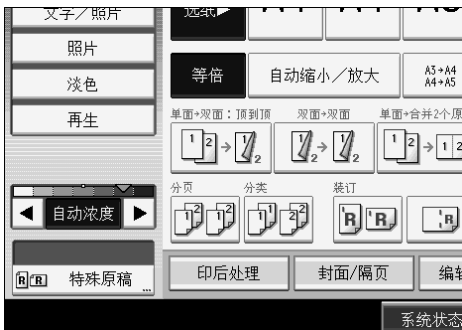 文字／照片
照片
淡色
再生
自动浓度
特殊原稿
选纸▶
等倍
自动缩小／放大
A3→A4
A4→A5
单面→双面：顶到顶
双面→双面
单面→合并2个原
分页
分类
装订
印后处理
封面/隔页
编辑
系统状态